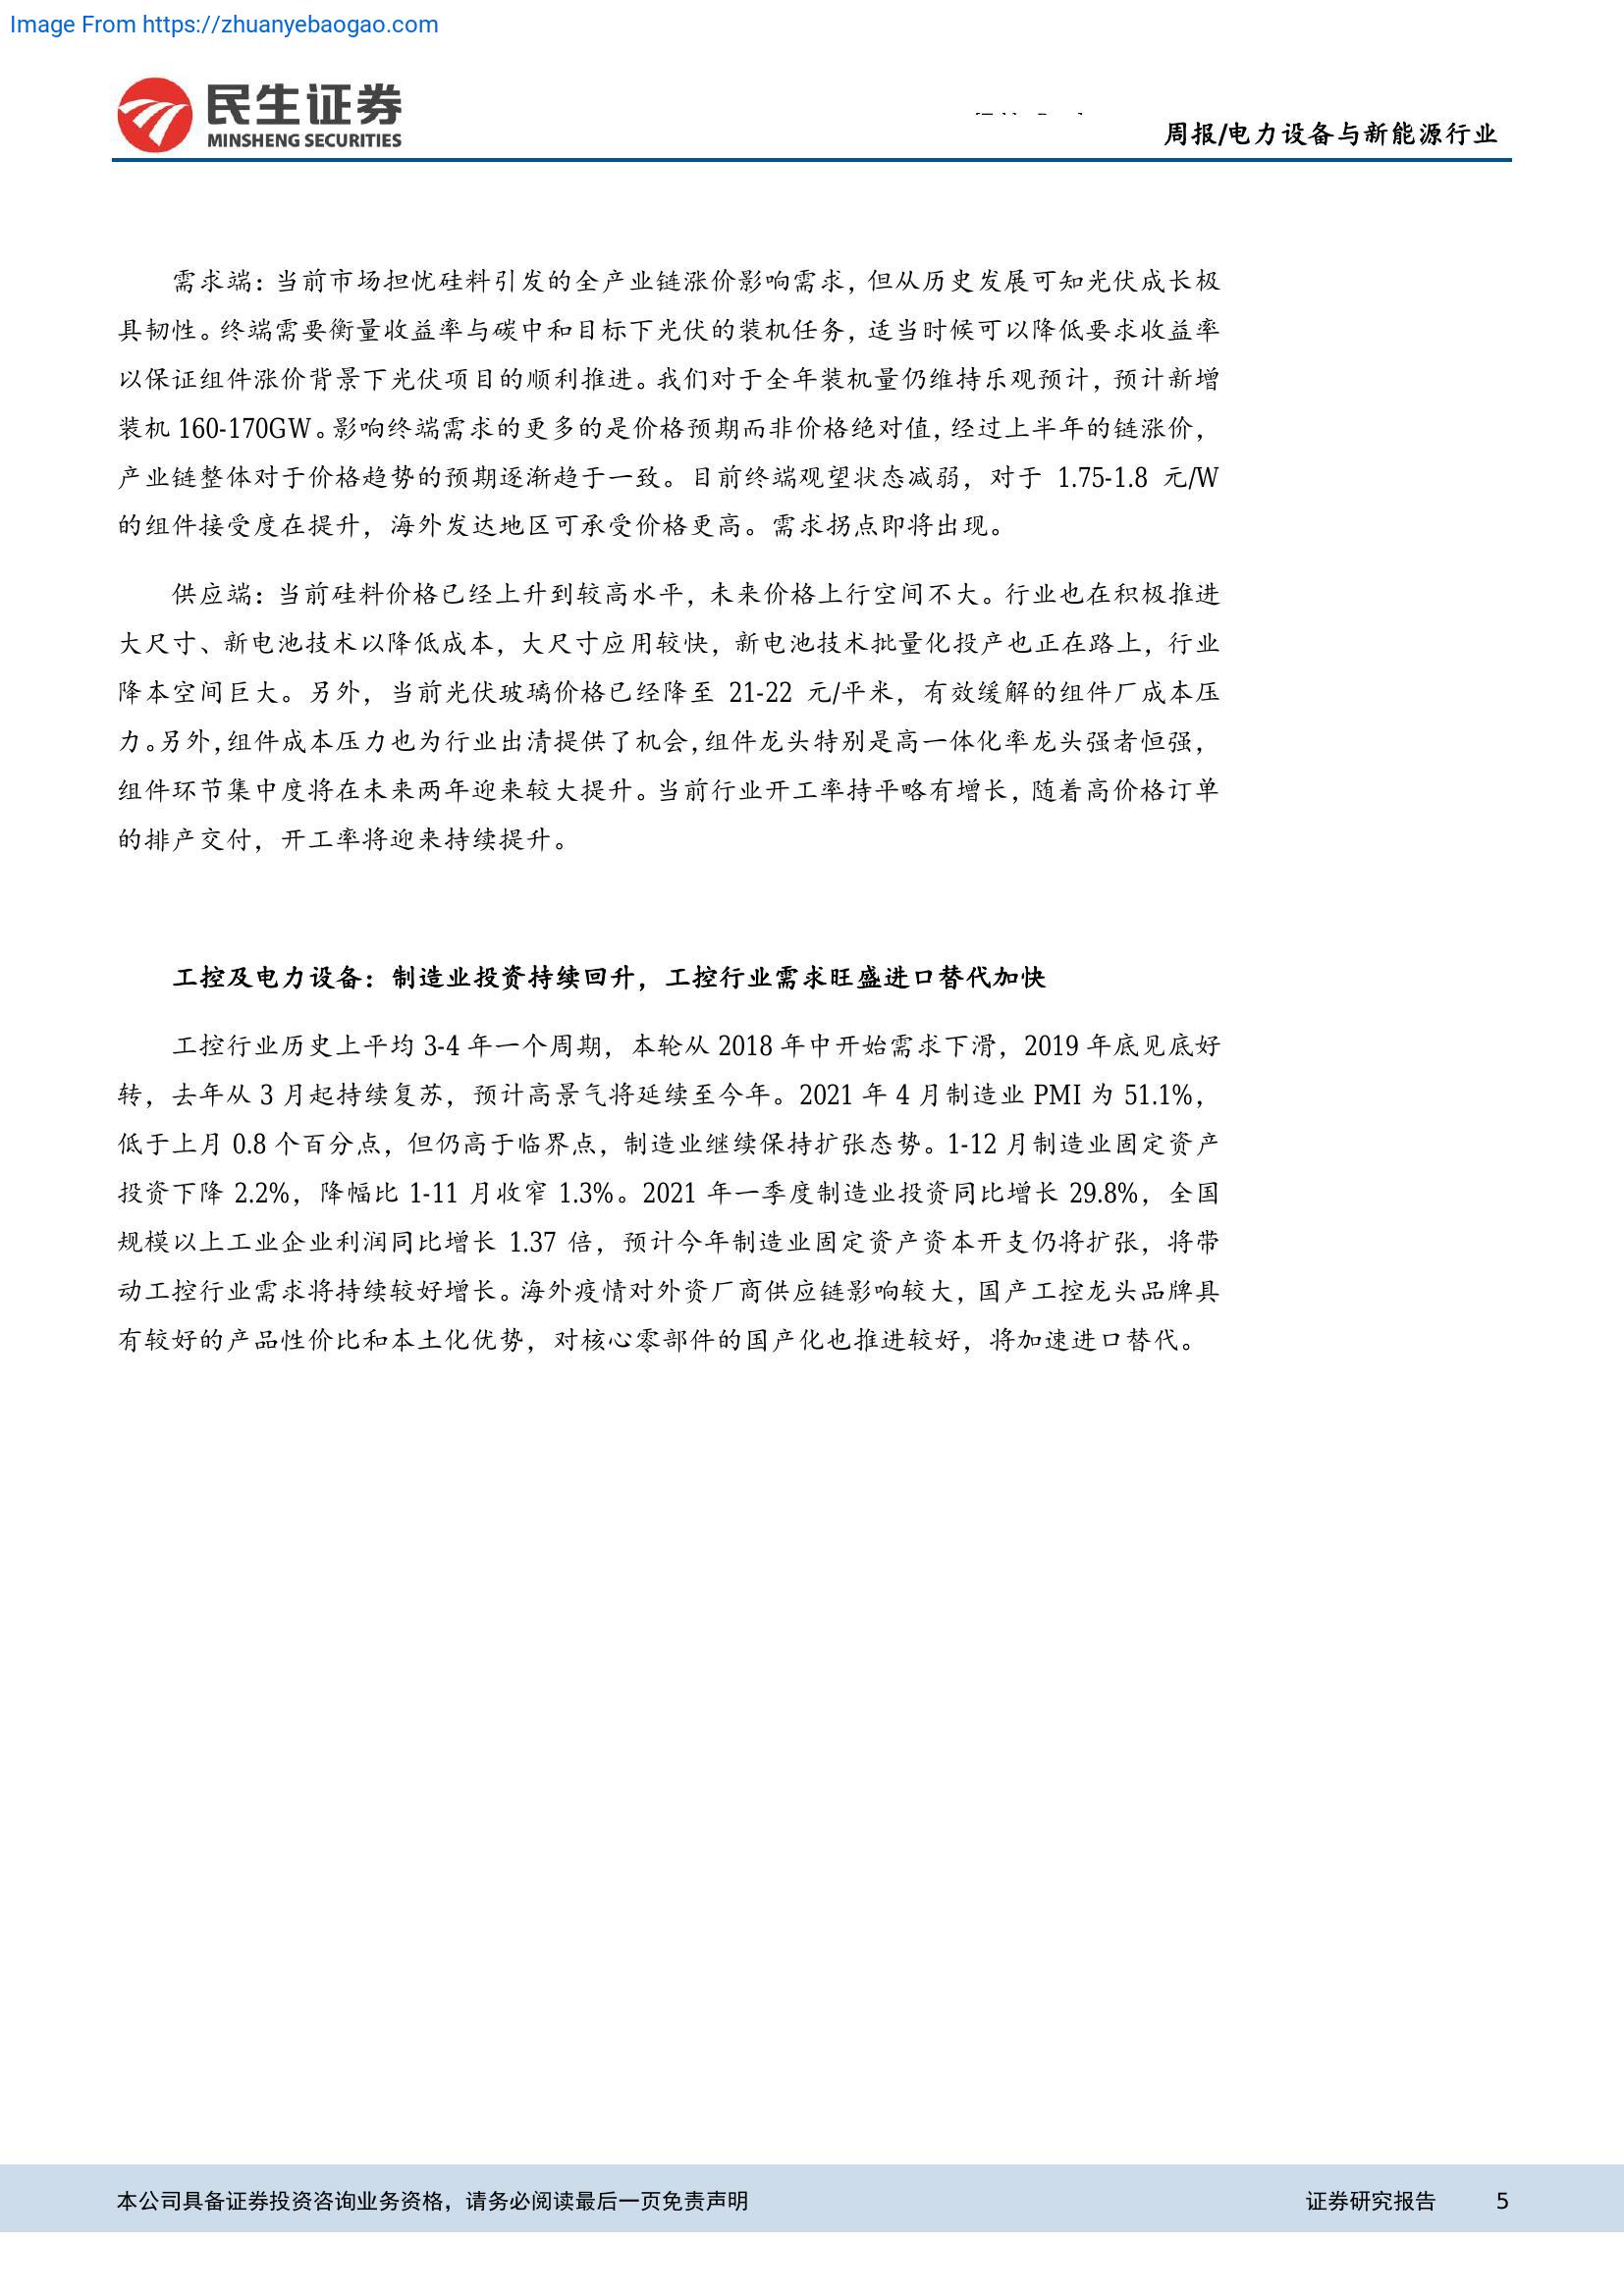 Image From https://zhuanyebaogao.com
民生证券
MINSHENG SECURITIES
周报/电力设备与新能源行业
需求端：当前市场担忧硅料引发的全产业链涨价影响需求，但从历史发展可知光伏成长极
具韧性。终端需要衡量收益率与碳中和目标下光伏的装机任务，适当时候可以降低要求收益率
以保证组件涨价背景下光伏项目的顺利推进。我们对于全年装机量仍维持乐观预计，预计新增
装机 160-170GW。影响终端需求的更多的是价格预期而非价格绝对值，经过上半年的链涨价，
产业链整体对于价格趋势的预期逐渐趋于一致。目前终端观望状态减弱，对于 1.75-1.8 元/W
的组件接受度在提升，海外发达地区可承受价格更高。需求拐点即将出现。
供应端：当前硅料价格已经上升到较高水平，未来价格上行空间不大。行业也在积极推进
大尺寸、新电池技术以降低成本，大尺寸应用较快，新电池技术批量化投产也正在路上，行业
降本空间巨大。另外，当前光伏玻璃价格已经降至 21-22 元/平米，有效缓解的组件厂成本压
力。另外，组件成本压力也为行业出清提供了机会，组件龙头特别是高一体化率龙头强者恒强，
组件环节集中度将在未来两年迎来较大提升。当前行业开工率持平略有增长，随着高价格订单
的排产交付，开工率将迎来持续提升。
工控及电力设备：制造业投资持续回升，工控行业需求旺盛进口替代加快
工控行业历史上平均 3-4 年一个周期，本轮从 2018 年中开始需求下滑，2019 年底见底好
转，去年从 3 月起持续复苏，预计高景气将延续至今年。2021 年 4 月制造业 PMI 为 51.1%，
低于上月 0.8 个百分点，但仍高于临界点，制造业继续保持扩张态势。1-12 月制造业固定资产
投资下降 2.2%，降幅比 1-11 月收窄 1.3%。2021 年一季度制造业投资同比增长 29.8%，全国
规模以上工业企业利润同比增长 1.37 倍，预计今年制造业固定资产资本开支仍将扩张，将带
动工控行业需求将持续较好增长。海外疫情对外资厂商供应链影响较大，国产工控龙头品牌具
有较好的产品性价比和本土化优势，对核心零部件的国产化也推进较好，将加速进口替代。
本公司具备证券投资咨询业务资格，请务必阅读最后一页免责声明
证券研究报告 5